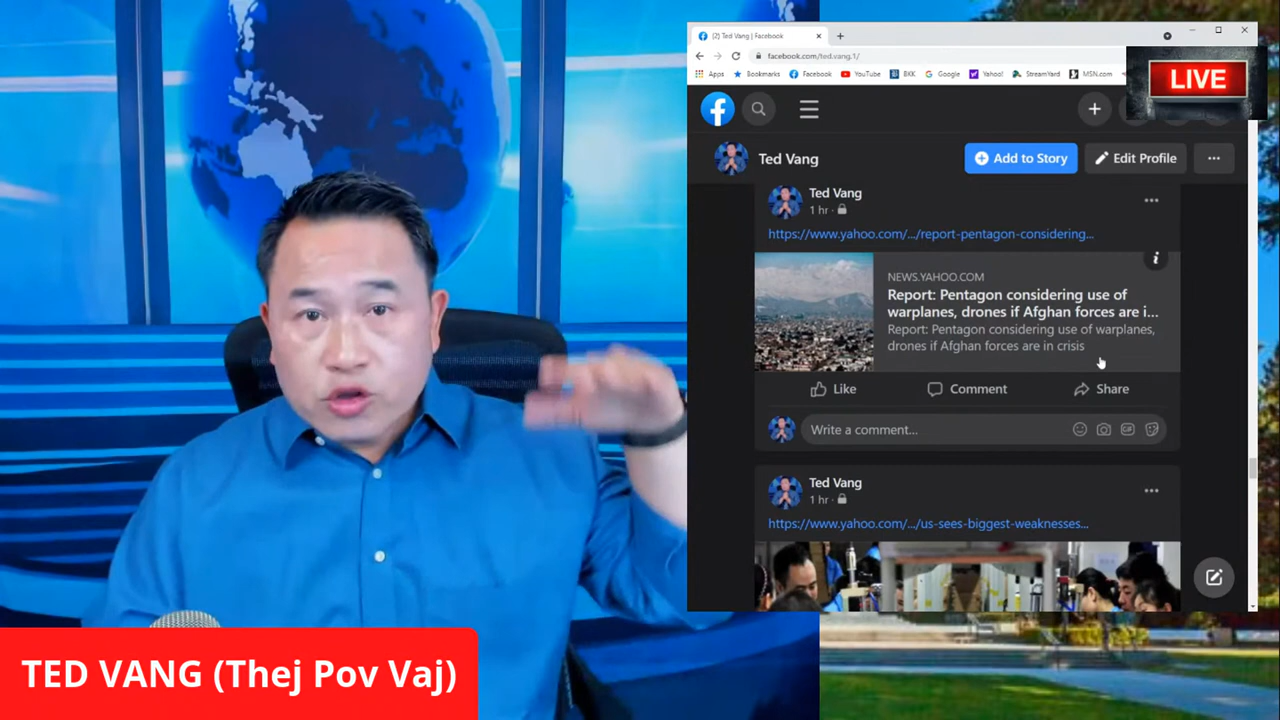 [2] Ted Vang | Facebook
facebook.com/ted.vang.1/
Apps Bookmarks Facebook YouTube BKK Google Yahoo! StreamYard MSN.com
LIVE
Ted Vang
Add to Story
Edit Profile
Ted Vang
1 hr
https://www.yahoo.com/.../report-pentagon-considering...
NEWS.YAHOO.COM
Report: Pentagon considering use of
warplanes, drones if Afghan forces are i...
Report: Pentagon considering use of warplanes,
drones if Afghan forces are in crisis
Like Comment Share
Write a comment...
GIF
Ted Vang
1 hr
https://www.yahoo.com/.../us-sees-biggest-weaknesses...
TED VANG (Thej Pov Vaj)